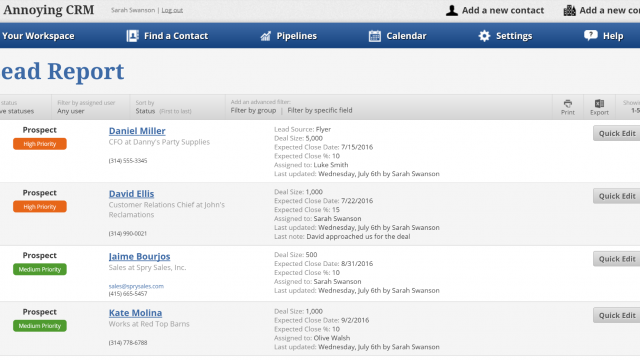 Annoying CRM
Sarah Swanson | Log out
Add a new contact
Add a new co
Your Workspace
Find a Contact
Pipelines
Calendar
Settings
Help
ead Report
status
ve statuses
Filter by assigned user
Any user
Sort by
Status (First to last)
Add an advanced filter:
Filter by group | Filter by specific field
Print
Export
Showin
1-5
Prospect
High Priority
Daniel Miller
CFO at Danny's Party Supplies
(314) 555-3345
Lead Source: Flyer
Deal Size: 5,000
Expected Close Date: 7/15/2016
Expected Close %: 10
Assigned to: Luke Smith
Last updated: Wednesday, July 6th by Sarah Swanson
Quick Edit
Prospect
High Priority
David Ellis
Customer Relations Chief at John's
Reclamations
(314) 990-0021
Deal Size: 1,000
Expected Close Date: 7/22/2016
Expected Close %: 15
Assigned to: Sarah Swanson
Last updated: Wednesday, July 6th by Sarah Swanson
Last note: David approached us for the deal
Quick Edit
Prospect
Medium Priority
Jaime Bourjos
Sales at Spry Sales, Inc.
sales@sprysales.com
(415) 665-5457
Deal Size: 500
Expected Close Date: 8/31/2016
Expected Close %: 10
Assigned to: Sarah Swanson
Last updated: Wednesday, July 6th by Sarah Swanson
Quick Edit
Prospect
Medium Priority
Kate Molina
Works at Red Top Barns
(314) 778-6788
Deal Size: 1,000
Expected Close Date: 9/2/2016
Expected Close %: 10
Assigned to: Olive Walsh
Last updated: Wednesday, July 6th by Sarah Swanson
Quick Edit